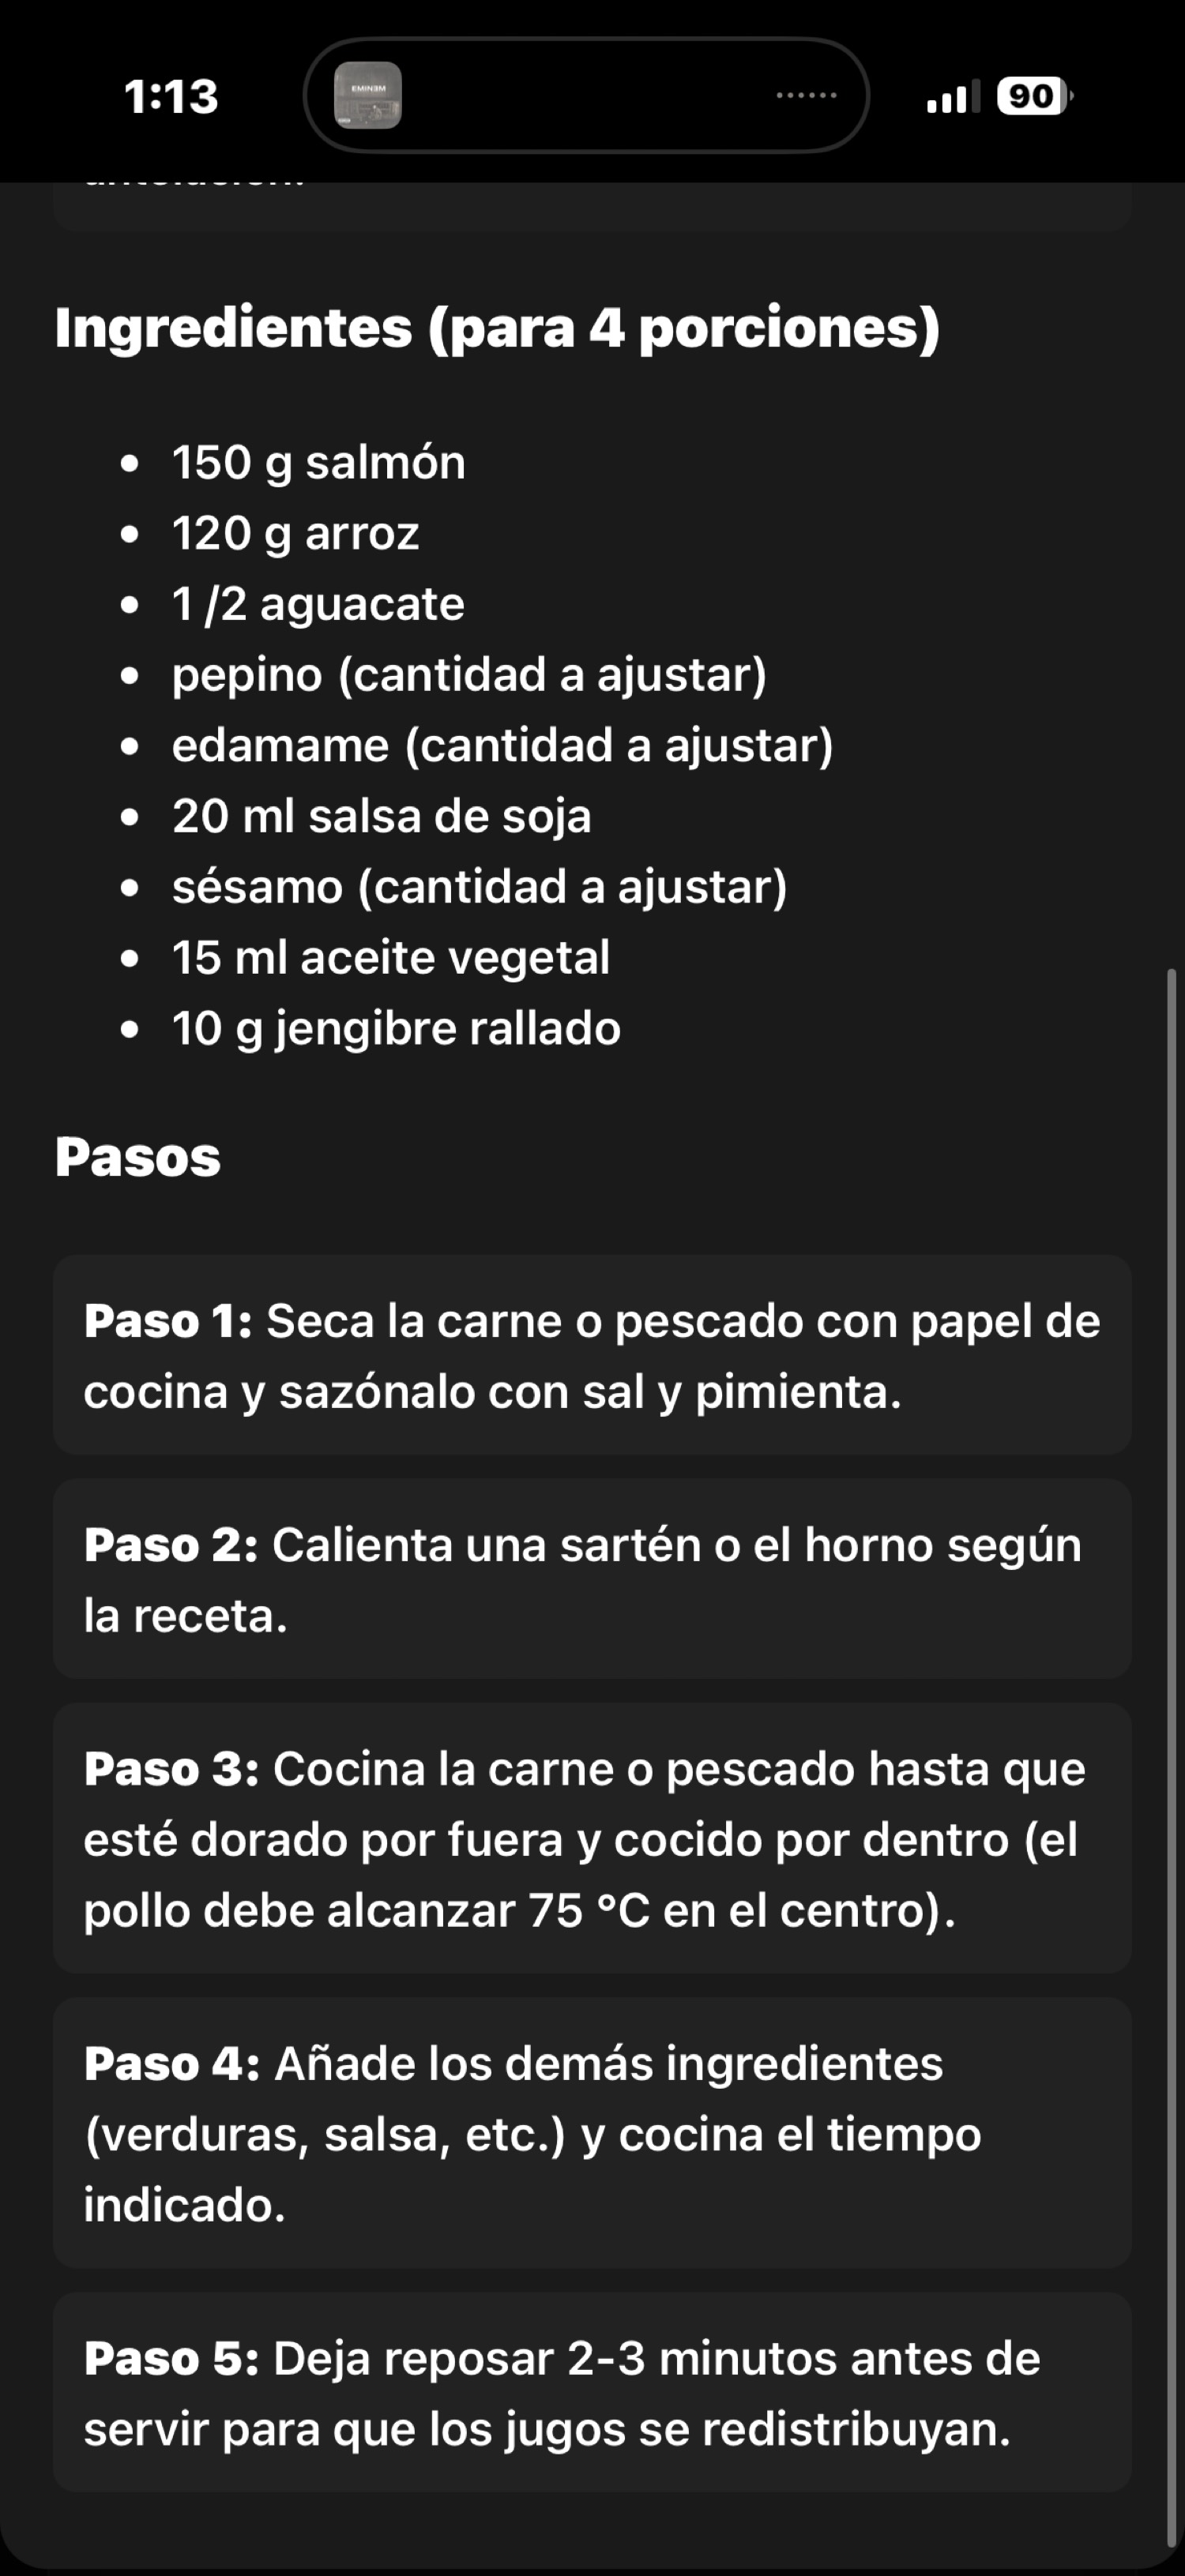 1:13
EMINEM
90
Ingredientes (para 4 porciones)
150 g salmón
120 g arroz
1 /2 aguacate
pepino (cantidad a ajustar)
edamame (cantidad a ajustar)
20 ml salsa de soja
sésamo (cantidad a ajustar)
15 ml aceite vegetal
10 g jengibre rallado
Pasos
Paso 1: Seca la carne o pescado con papel de
cocina y sazónalo con sal y pimienta.
Paso 2: Calienta una sartén o el horno según
la receta.
Paso 3: Cocina la carne o pescado hasta que
esté dorado por fuera y cocido por dentro (el
pollo debe alcanzar 75 °C en el centro).
Paso 4: Añade los demás ingredientes
(verduras, salsa, etc.) y cocina el tiempo
indicado.
Paso 5: Deja reposar 2-3 minutos antes de
servir para que los jugos se redistribuyan.